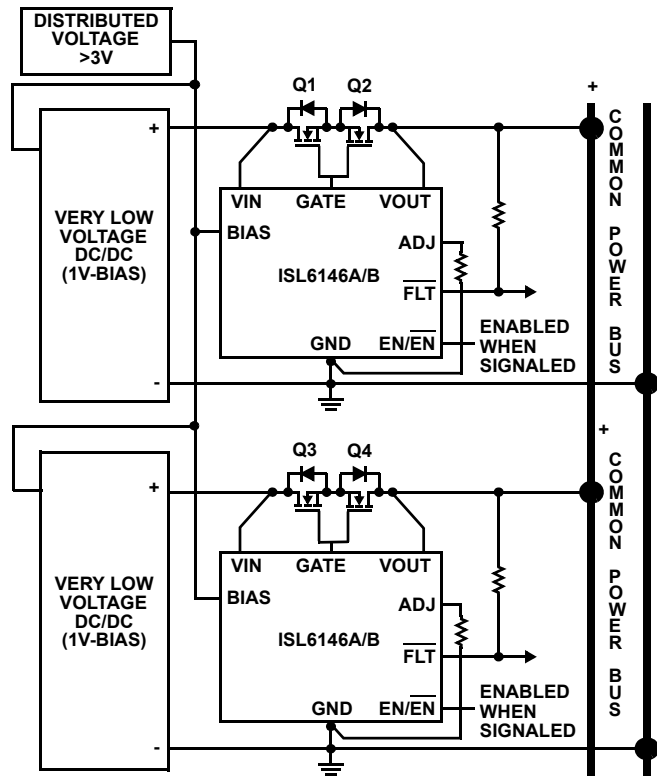 DISTRIBUTED
VOLTAGE
>3V
Q1
Q2
+
+
VERY LOW
VOLTAGE
DC/DC
(1V-BIAS)
-
VIN
GATE
VOUT
BIAS
ADJ
ISL6146A/B
FLT
GND
EN/EN
ENABLED
WHEN
SIGNALED
COMMON POWER BUS
Q3
Q4
+
+
VERY LOW
VOLTAGE
DC/DC
(1V-BIAS)
-
VIN
GATE
VOUT
BIAS
ADJ
ISL6146A/B
FLT
GND
EN/EN
ENABLED
WHEN
SIGNALED
COMMON POWER BUS